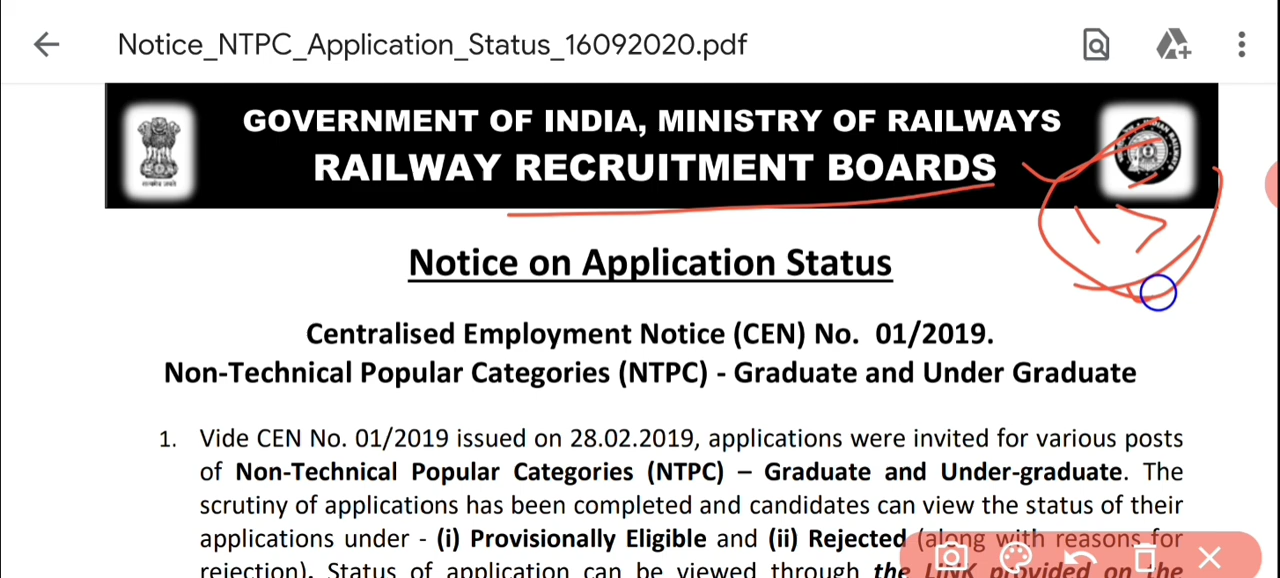 Notice_NTPC_Application_Status_16092020.pdf
GOVERNMENT OF INDIA, MINISTRY OF RAILWAYS
RAILWAY RECRUITMENT BOARDS
Notice on Application Status
Centralised Employment Notice (CEN) No. 01/2019.
Non-Technical Popular Categories (NTPC) - Graduate and Under Graduate
1. Vide CEN No. 01/2019 issued on 28.02.2019, applications were invited for various posts
of Non-Technical Popular Categories (NTPC) – Graduate and Under-graduate. The
scrutiny of applications has been completed and candidates can view the status of their
applications under - (i) Provisionally Eligible and (ii) Rejected (along with reasons for
rejection). Status of application can be viewed through the LINK provided on the